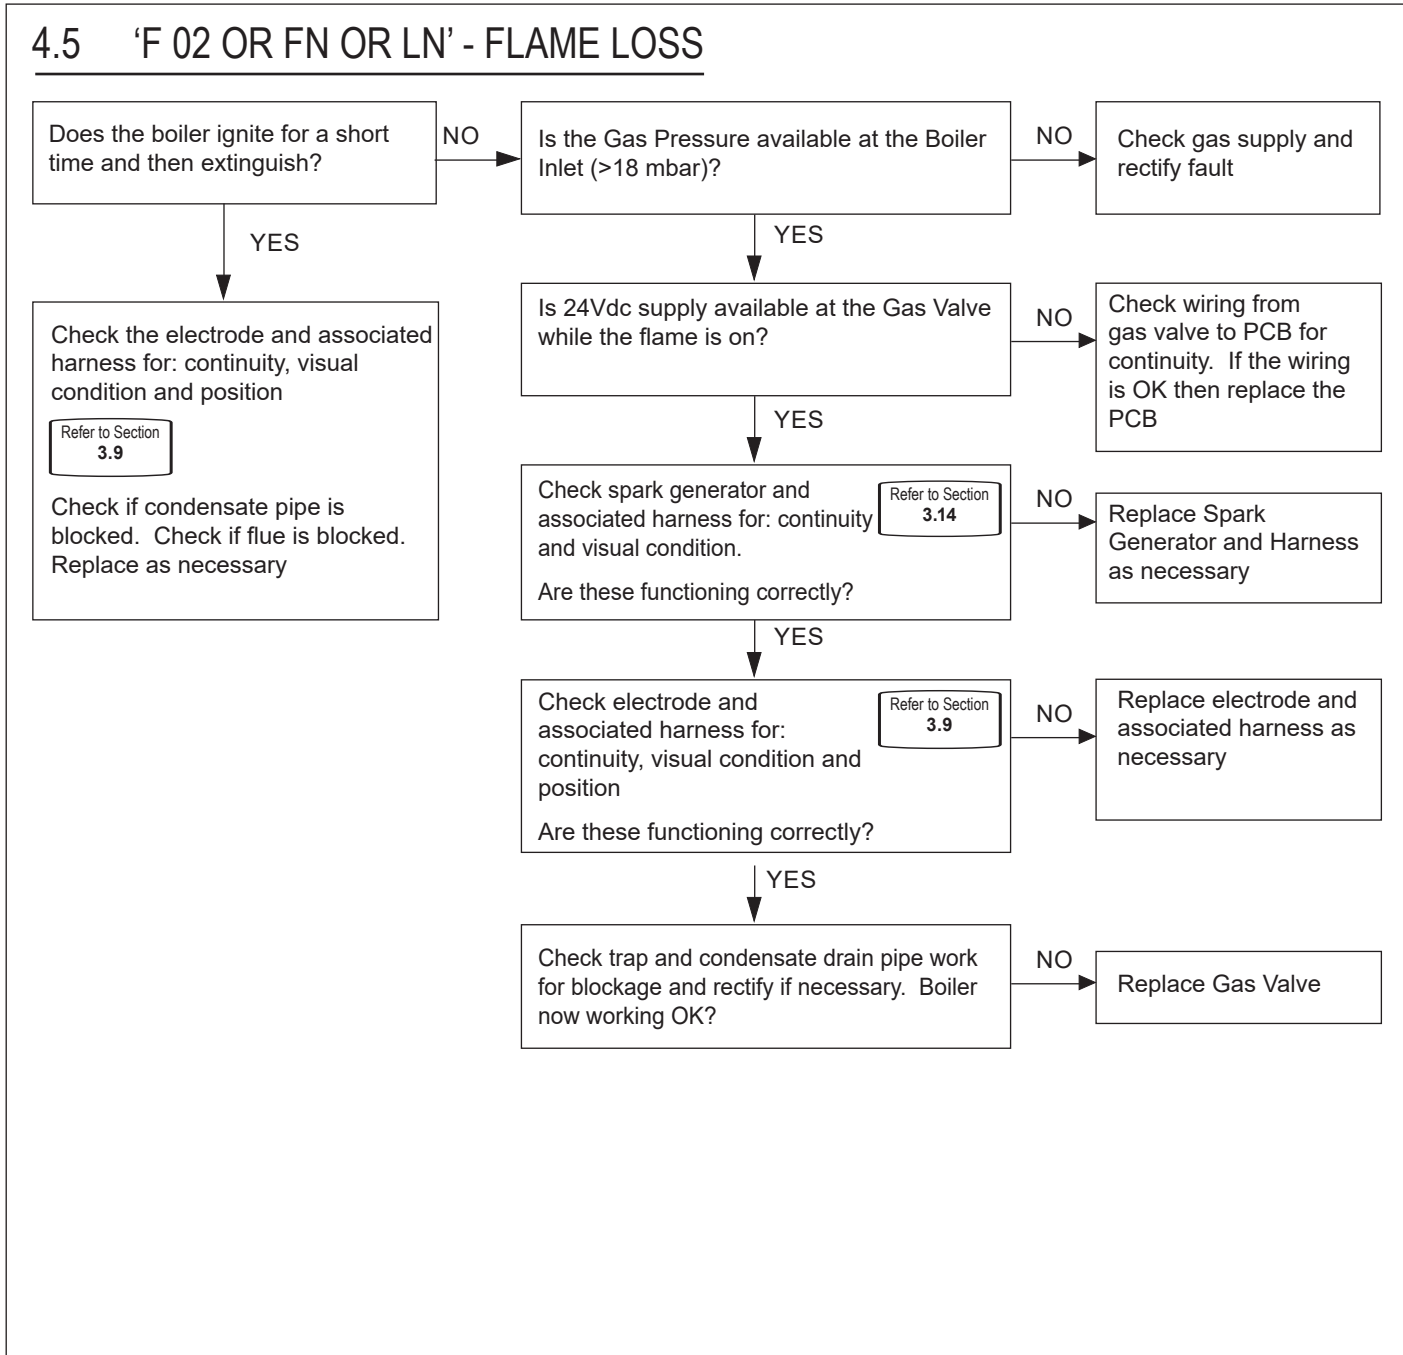 4.5 ‘F 02 OR FN OR LN’ - FLAME LOSS
Does the boiler ignite for a short
time and then extinguish?
NO
Is the Gas Pressure available at the Boiler
Inlet (>18 mbar)?
NO
Check gas supply and
rectify fault
YES
Check the electrode and associated
harness for: continuity, visual
condition and position
Refer to Section
3.9
Check if condensate pipe is
blocked. Check if flue is blocked.
Replace as necessary
YES
Is 24Vdc supply available at the Gas Valve
while the flame is on?
NO
Check wiring from
gas valve to PCB for
continuity. If the wiring
is OK then replace the
PCB
YES
Check spark generator and
associated harness for: continuity
and visual condition.
Refer to Section
3.14
Are these functioning correctly?
NO
Replace Spark
Generator and Harness
as necessary
YES
Check electrode and
associated harness for:
continuity, visual condition and
position
Refer to Section
3.9
Are these functioning correctly?
NO
Replace electrode and
associated harness as
necessary
YES
Check trap and condensate drain pipe work
for blockage and rectify if necessary. Boiler
now working OK?
NO
Replace Gas Valve